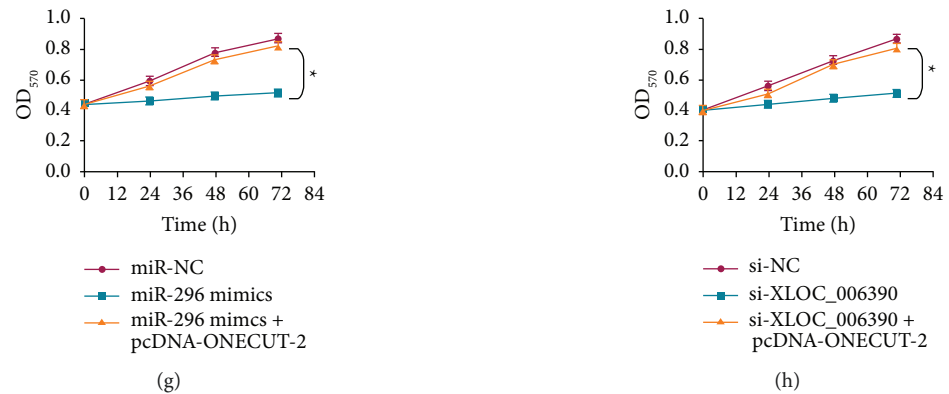 OD570
1.0
0.8
0.6
0.4
0.2
0.0
0 12 24 36 48 60 72 84
Time (h)
*
miR-NC
miR-296 mimics
miR-296 mimcs +
pcDNA-ONECUT-2
(g)
OD570
1.0
0.8
0.6
0.4
0.2
0.0
0 12 24 36 48 60 72 84
Time (h)
*
si-NC
si-XLOC_006390
si-XLOC_006390 +
pcDNA-ONECUT-2
(h)